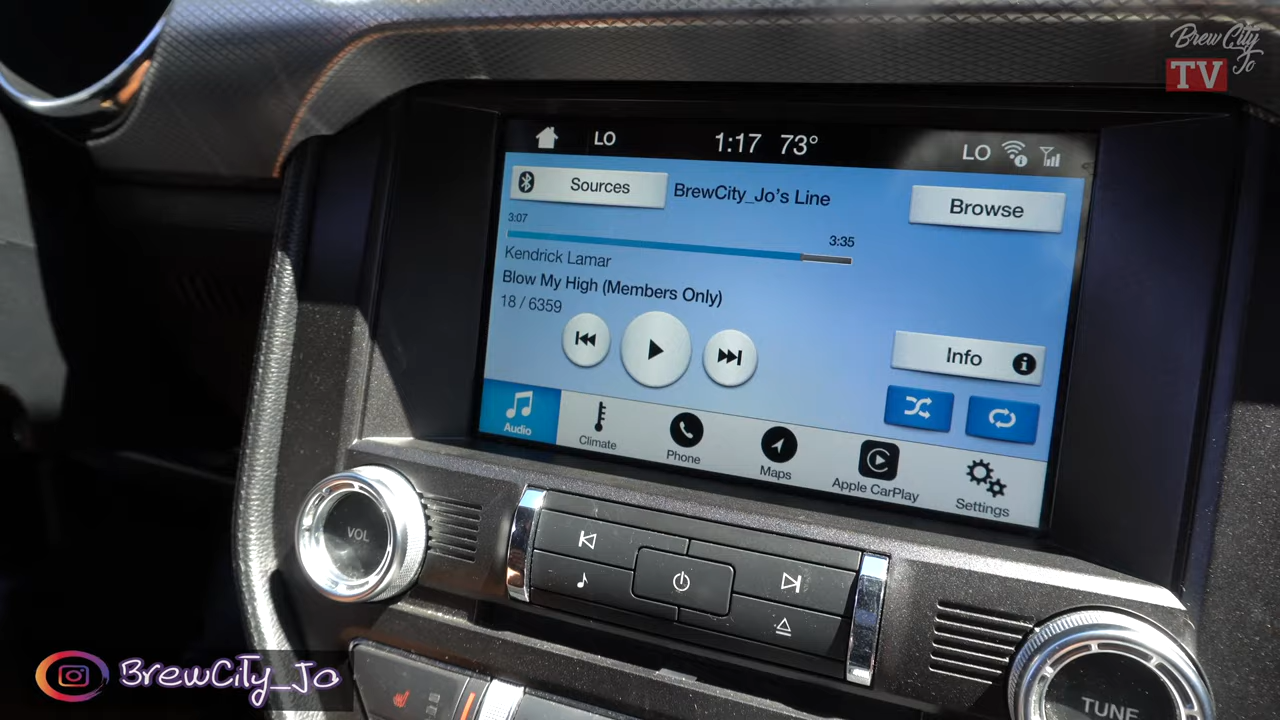 Brew City
Jo
TV
LO
1:17 73°
LO
Sources
BrewCity_Jo's Line
Browse
3:07
3:35
Kendrick Lamar
Blow My High (Members Only)
18 / 6359
Info
Audio
Climate
Phone
Maps
Apple CarPlay
Settings
VOL
TUNE
BrewCity_Jo